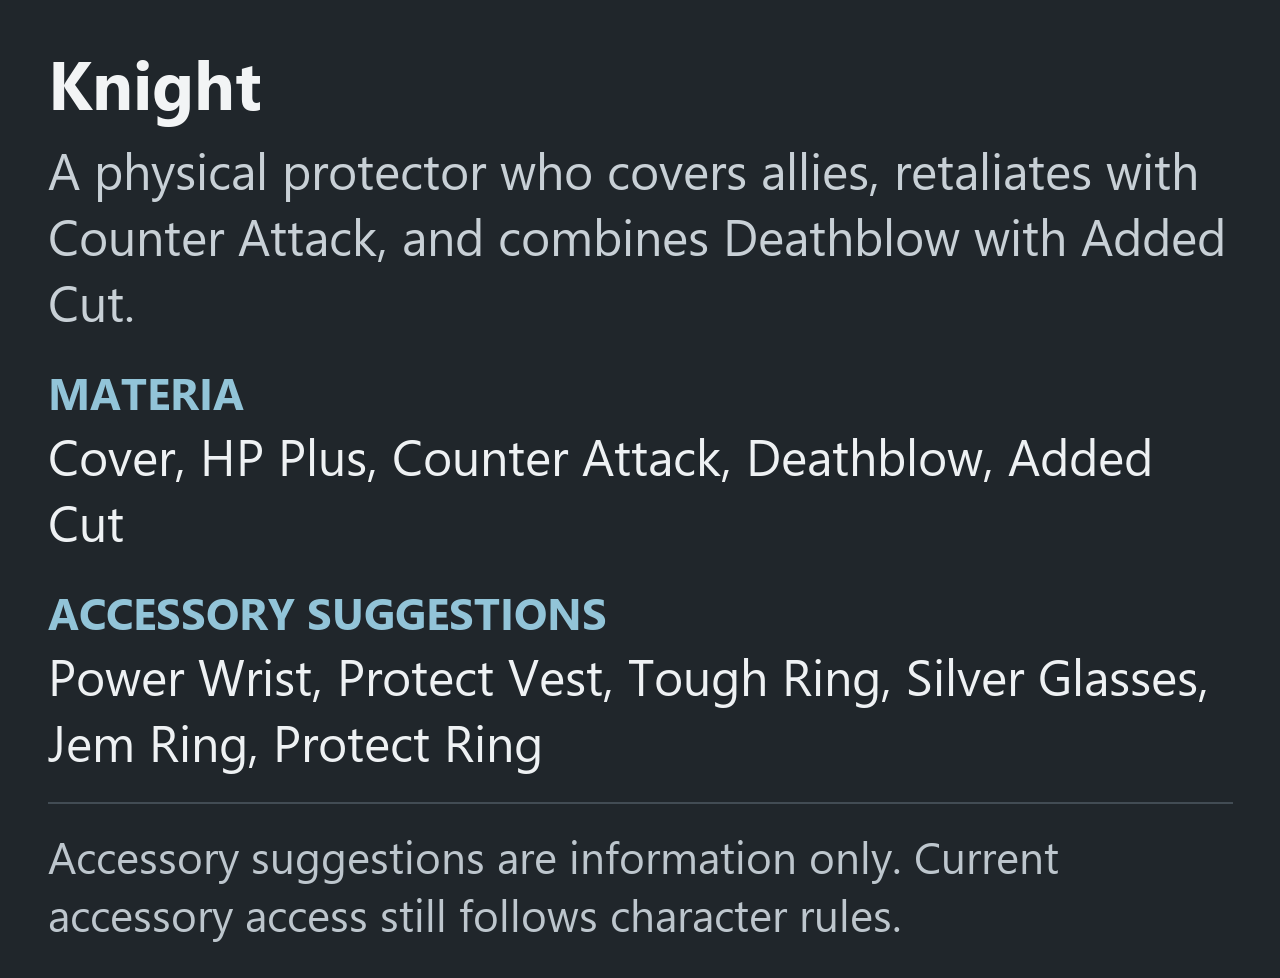 Knight
A physical protector who covers allies, retaliates with
Counter Attack, and combines Deathblow with Added
Cut.
MATERIA
Cover, HP Plus, Counter Attack, Deathblow, Added
Cut
ACCESSORY SUGGESTIONS
Power Wrist, Protect Vest, Tough Ring, Silver Glasses,
Jem Ring, Protect Ring
Accessory suggestions are information only. Current
accessory access still follows character rules.